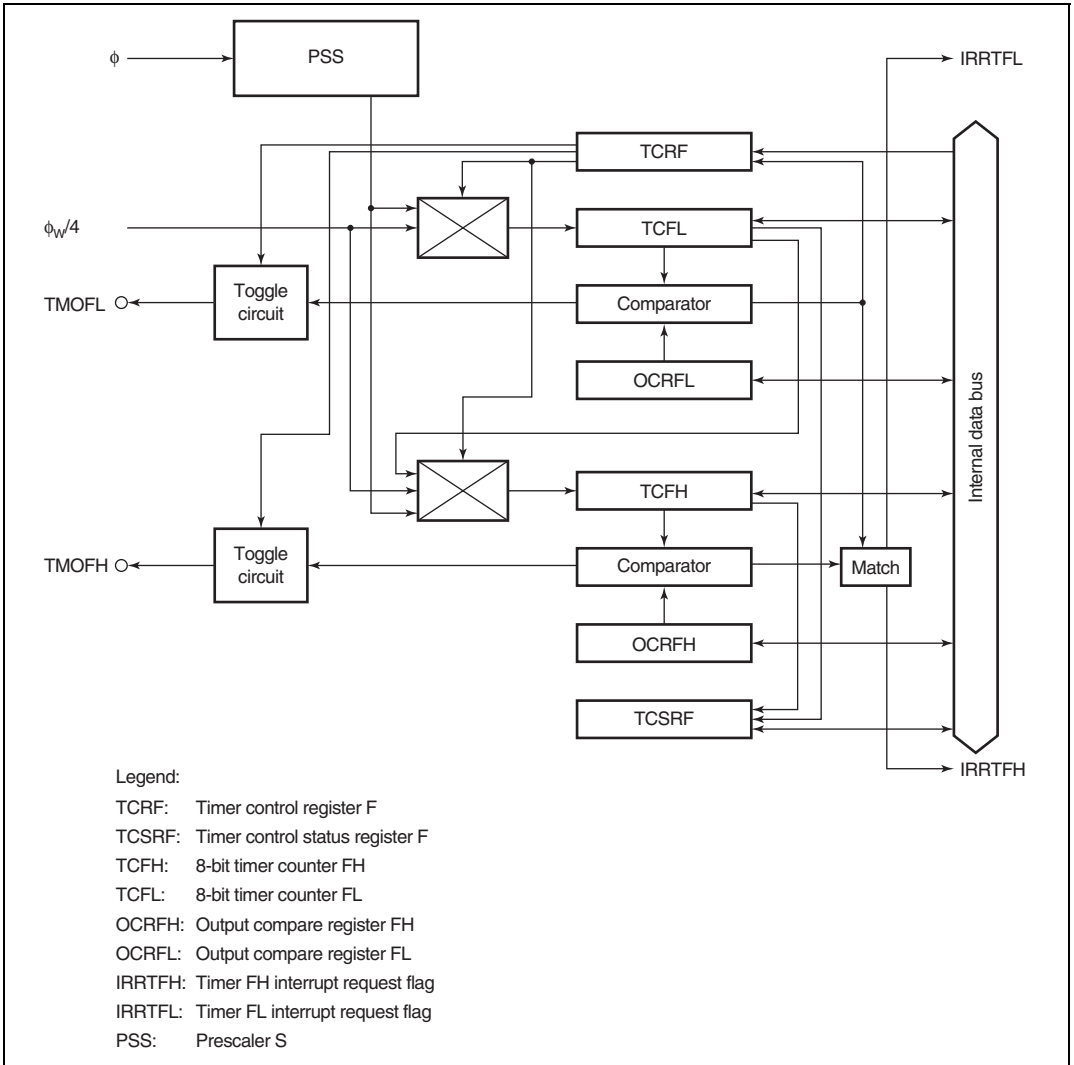 φ
PSS
IRRTFL
TCRF
φW/4
TCFL
TMOFL
Toggle
circuit
Comparator
OCRFL
Internal data bus
TCFH
TMOFH
Toggle
circuit
Comparator
Match
OCRFH
TCSRF
IRRTFH
Legend:
TCRF: Timer control register F
TCSRF: Timer control status register F
TCFH: 8-bit timer counter FH
TCFL: 8-bit timer counter FL
OCRFH: Output compare register FH
OCRFL: Output compare register FL
IRRTFH: Timer FH interrupt request flag
IRRTFL: Timer FL interrupt request flag
PSS: Prescaler S